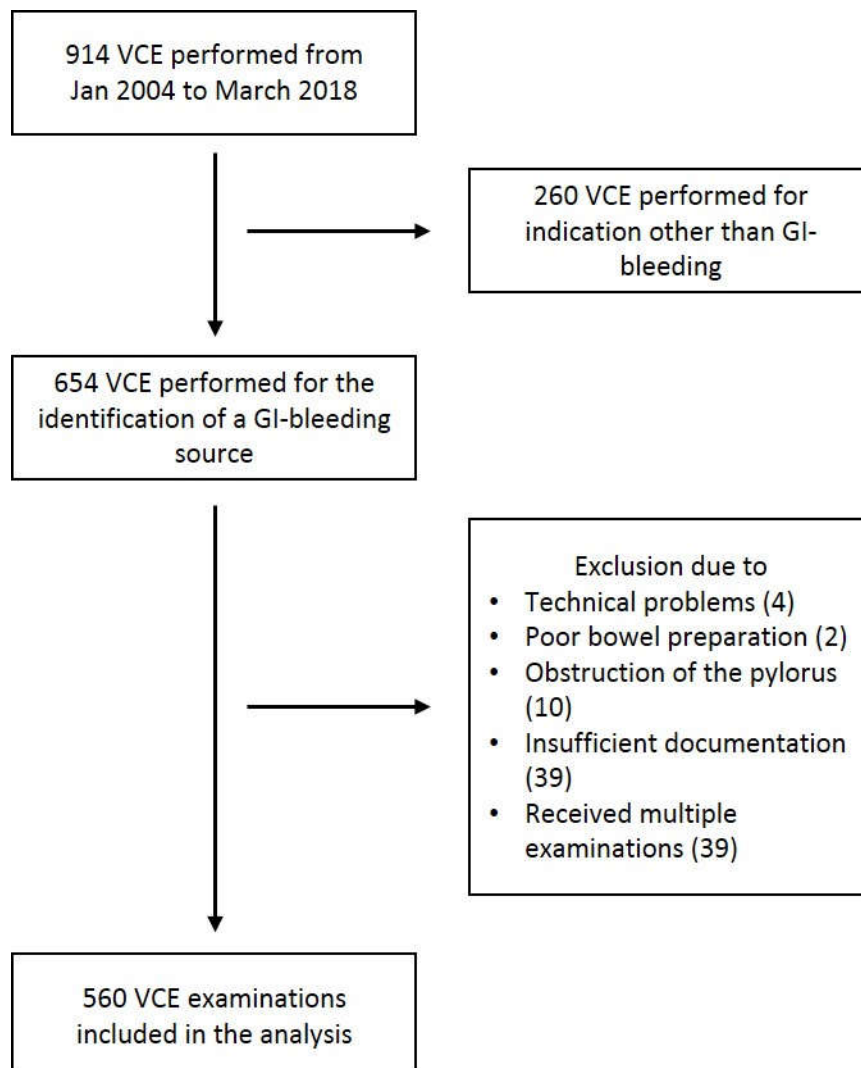 914 VCE performed from
Jan 2004 to March 2018
260 VCE performed for
indication other than GI-
bleeding
654 VCE performed for the
identification of a GI-bleeding
source
Exclusion due to
• Technical problems (4)
• Poor bowel preparation (2)
• Obstruction of the pylorus
(10)
• Insufficient documentation
(39)
• Received multiple
examinations (39)
560 VCE examinations
included in the analysis